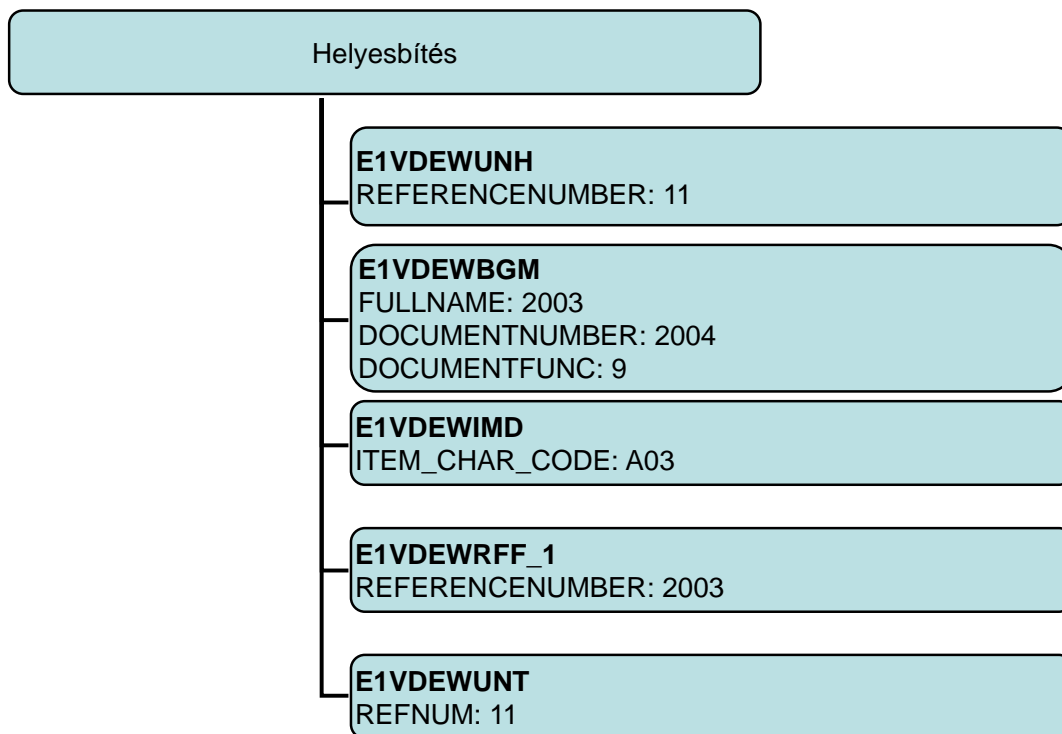 Helyesbítés
E1VDEWUNH
REFERENCENUMBER: 11
E1VDEWBGM
FULLNAME: 2003
DOCUMENTNUMBER: 2004
DOCUMENTFUNC: 9
E1VDEWIMD
ITEM_CHAR_CODE: A03
E1VDEWRFF_1
REFERENCENUMBER: 2003
E1VDEWUNT
REFNUM: 11